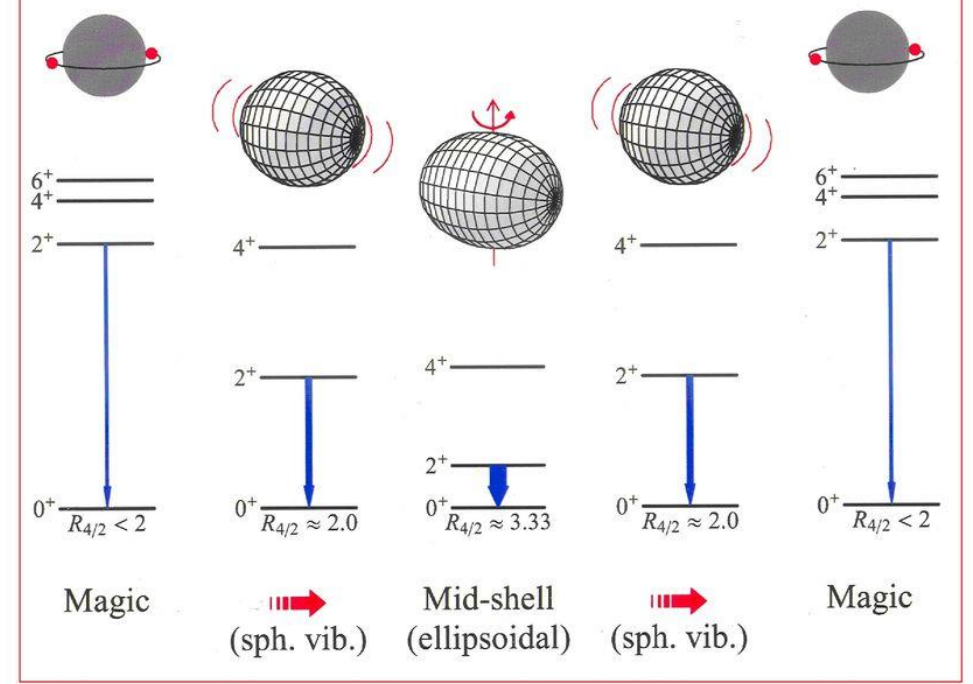 6⁺
4⁺
2⁺
0⁺
R₄/₂ < 2
4⁺
2⁺
0⁺
R₄/₂ ≈ 2.0
4⁺
2⁺
0⁺
R₄/₂ ≈ 3.33
4⁺
2⁺
0⁺
R₄/₂ ≈ 2.0
6⁺
4⁺
2⁺
0⁺
R₄/₂ < 2
Magic
(sph. vib.)
Mid-shell
(ellipsoidal)
(sph. vib.)
Magic